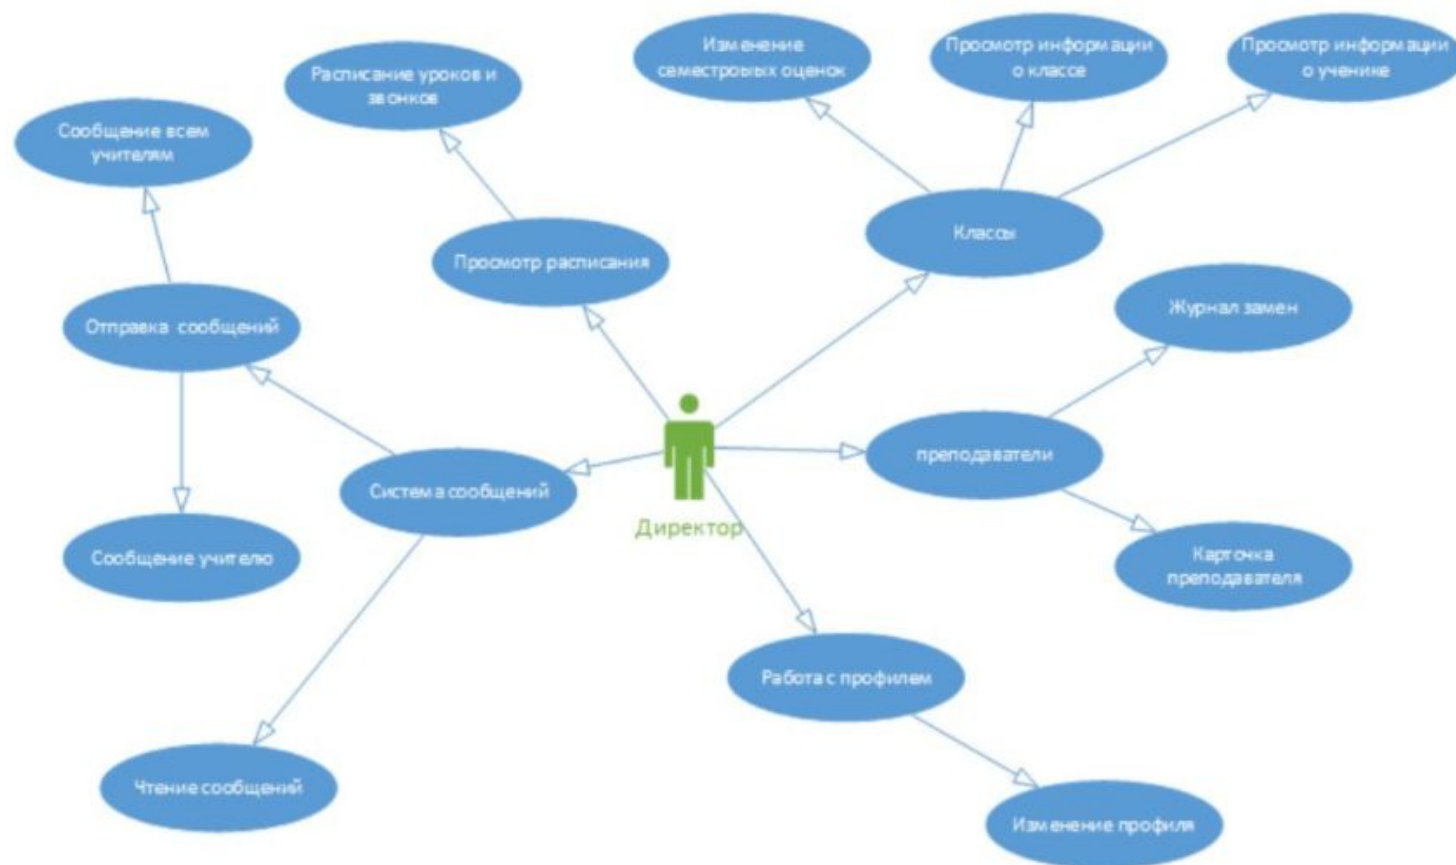 Изменение
семестроых оценок
Просмотр информации
о классе
Просмотр информации
о ученике
Расписание уроков и
звонков
Сообщение всем
учителям
Классы
Просмотр расписания
Журнал замен
Отправка сообщений
преподаватели
Система сообщений
Директор
Сообщение учителю
Карточка
преподавателя
Работа с профилем
Чтение сообщений
Изменение профиля